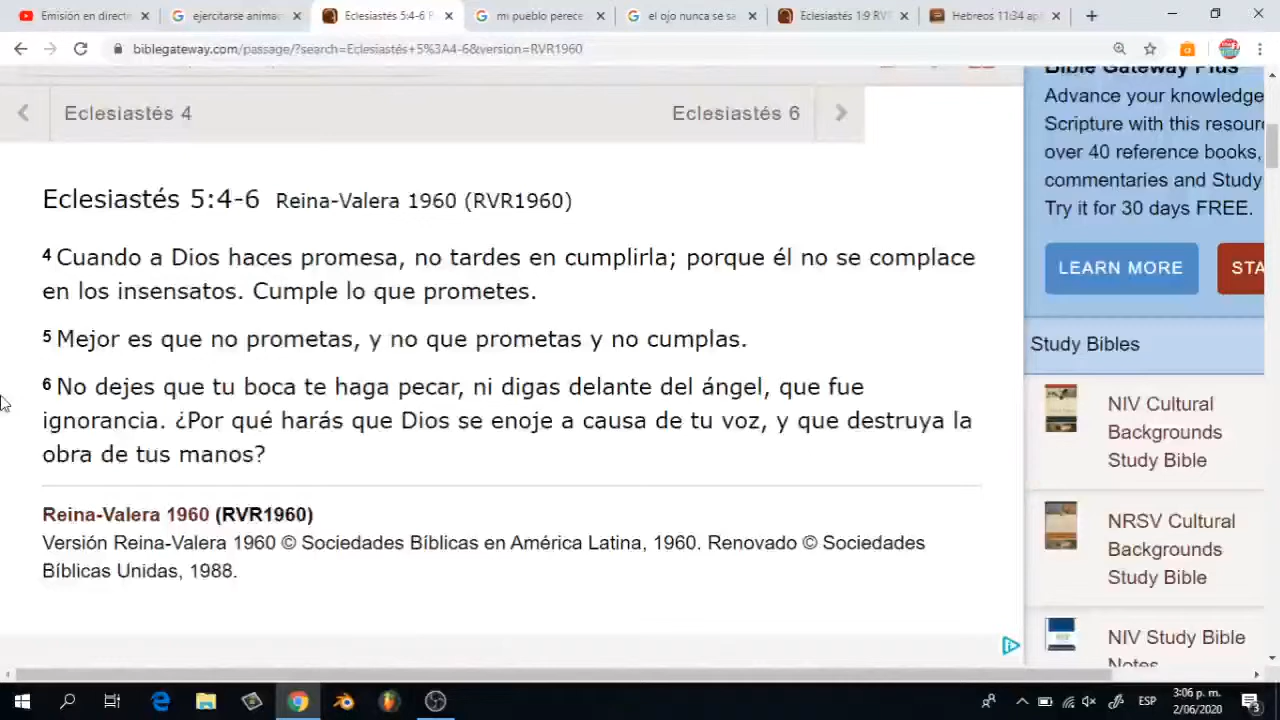 Emisión en direct
ejercitarse anima
Eclesiastés 5:4-6 R
mi pueblo perece
el ojo nunca se sa
Eclesiastés 1:9 RV
Hebreos 11:34 ap
biblegateway.com/passage/?search=Eclesiastés+5%3A4-6&version=RVR1960
Eclesiastés 4
Eclesiastés 6
Eclesiastés 5:4-6 Reina-Valera 1960 (RVR1960)
4 Cuando a Dios haces promesa, no tardes en cumplirla; porque él no se complace
en los insensatos. Cumple lo que prometes.
5 Mejor es que no prometas, y no que prometas y no cumplas.
6 No dejes que tu boca te haga pecar, ni digas delante del ángel, que fue
ignorancia. ¿Por qué harás que Dios se enoje a causa de tu voz, y que destruya la
obra de tus manos?
Reina-Valera 1960 (RVR1960)
Versión Reina-Valera 1960 © Sociedades Bíblicas en América Latina, 1960. Renovado © Sociedades
Bíblicas Unidas, 1988.
Bible Gateway Plus
Advance your knowledge
Scripture with this resour
over 40 reference books,
commentaries and Study
Try it for 30 days FREE.
LEARN MORE
STA
Study Bibles
NIV Cultural
Backgrounds
Study Bible
NRSV Cultural
Backgrounds
Study Bible
NIV Study Bible
Notes
ESP
3:06 p. m.
2/06/2020
3